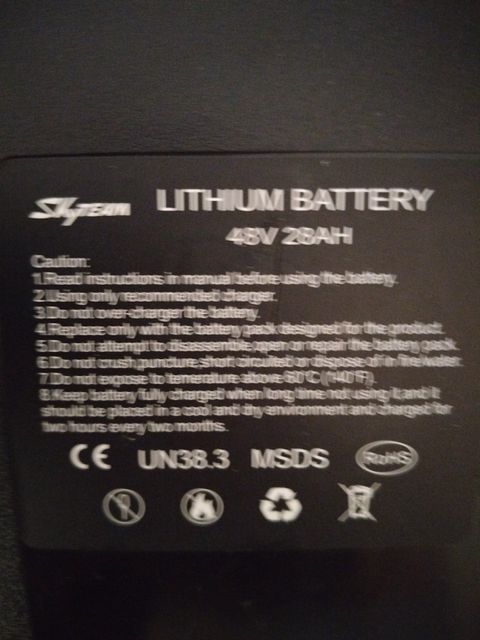 SkyTEAM
LITHIUM BATTERY
48V 28AH
Caution:
1.Read instructions in manual before using the battery.
2.Using only recommended charger.
3.Do not over-charger the battery.
4.Replace only with the battery pack designed for the product.
5.Do not attempt to dissessemble,open or repair the battery pack.
6.Do not crush,puncture,short circuited or dispose of in fire/water.
7.Do not expose to temerature above 60°C (140°F).
8.Keep battery fully charged when long time not using it,and it
should be placed in a cool and dry environment and charged for
two hours every two months.
CE UN38.3 MSDS RoHS